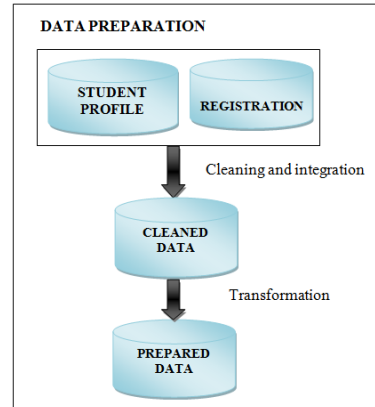 DATA PREPARATION
STUDENT
PROFILE
REGISTRATION
Cleaning and integration
CLEANED
DATA
Transformation
PREPARED
DATA